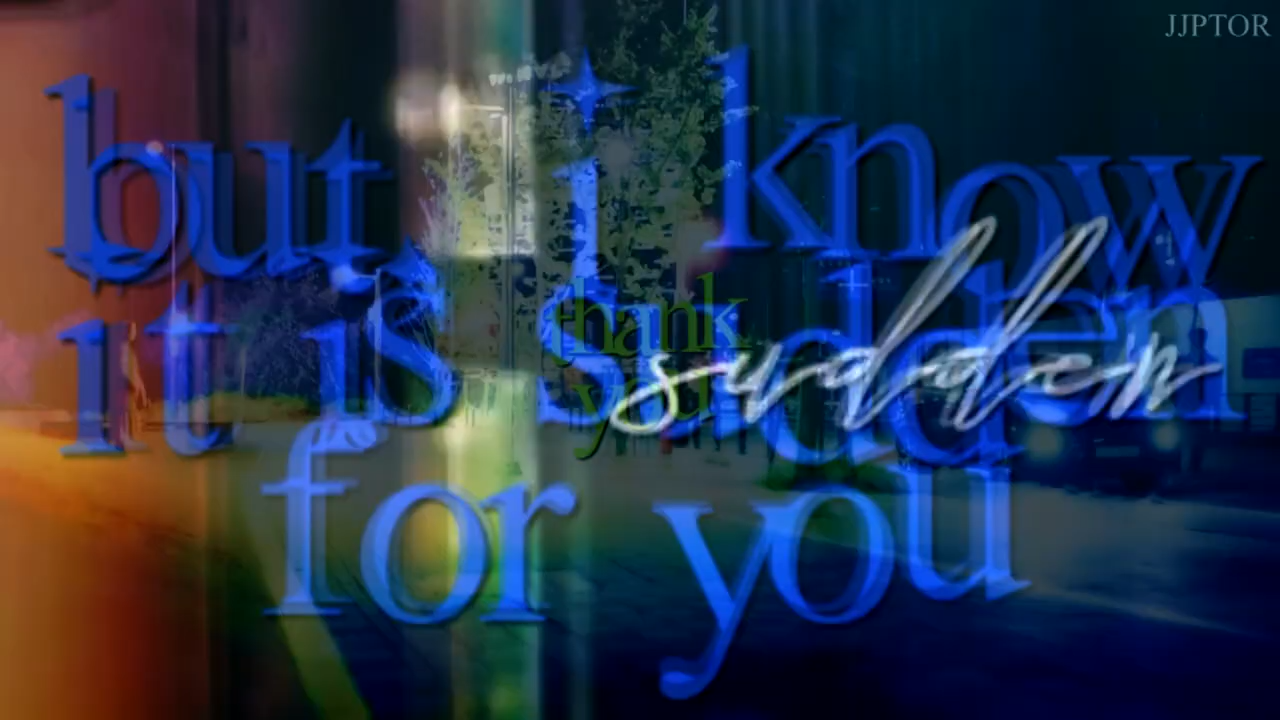 JJPTOR
but, i know
it is sudden
thank
you
sudden
for you